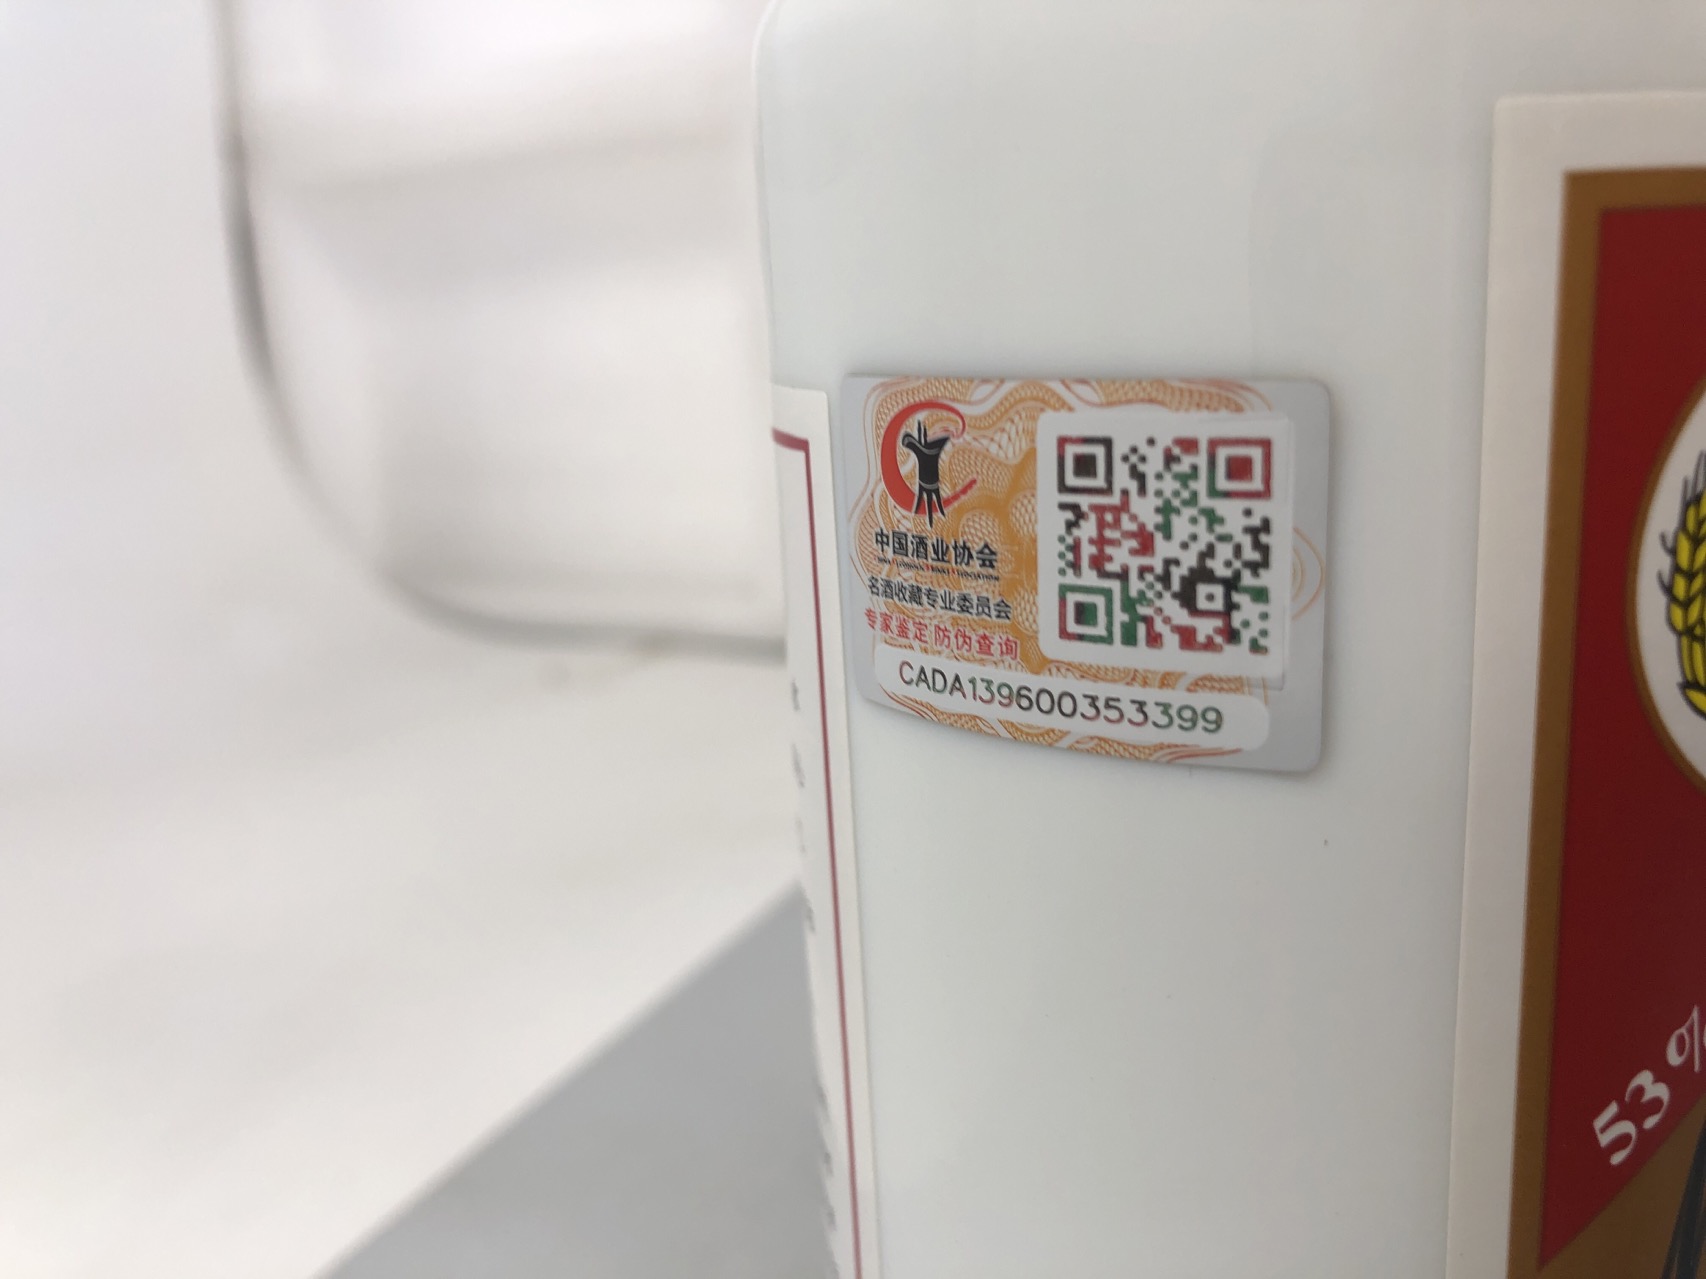 中国酒业协会
名酒收藏专业委员会
专家鉴定 防伪查询
CADA139600353399
53%